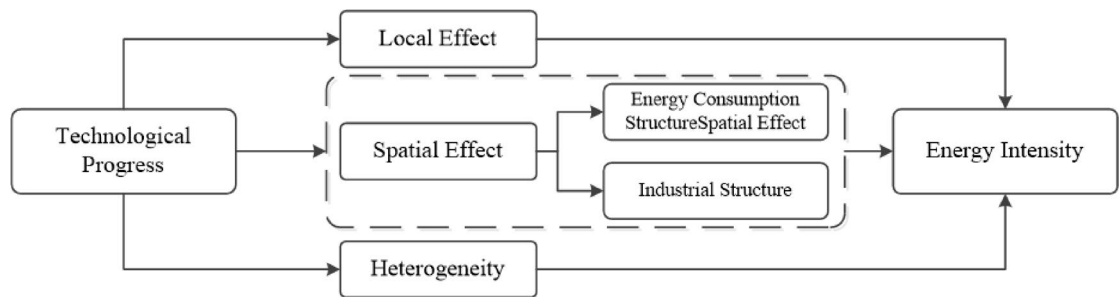 Local Effect
Technological
Progress
Spatial Effect
Energy Consumption
StructureSpatial Effect
Industrial Structure
Energy Intensity
Heterogeneity